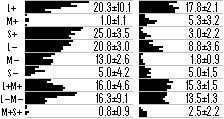 L+ 20.3±10.1 17.8±2.1
M+ 1.0±1.1 5.3±3.2
S+ 25.0±3.5 3.0±2.2
L- 20.8±3.8 8.8±3.6
M- 13.0±2.6 1.8±0.9
S- 5.0±4.2 5.0±1.5
L+M+ 16.0±4.6 15.3±1.5
L-M- 16.3±9.1 13.5±1.3
M+S+ 0.8±0.9 2.5±2.2